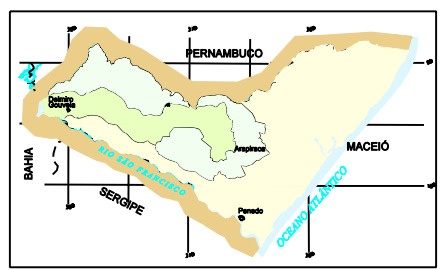 PERNAMBUCO
Delmiro
Gouveia
Arapiraca
MACEIÓ
BAHIA
RIO SÃO FRANCISCO
SERGIPE
Penedo
OCEANO ATLÂNTICO